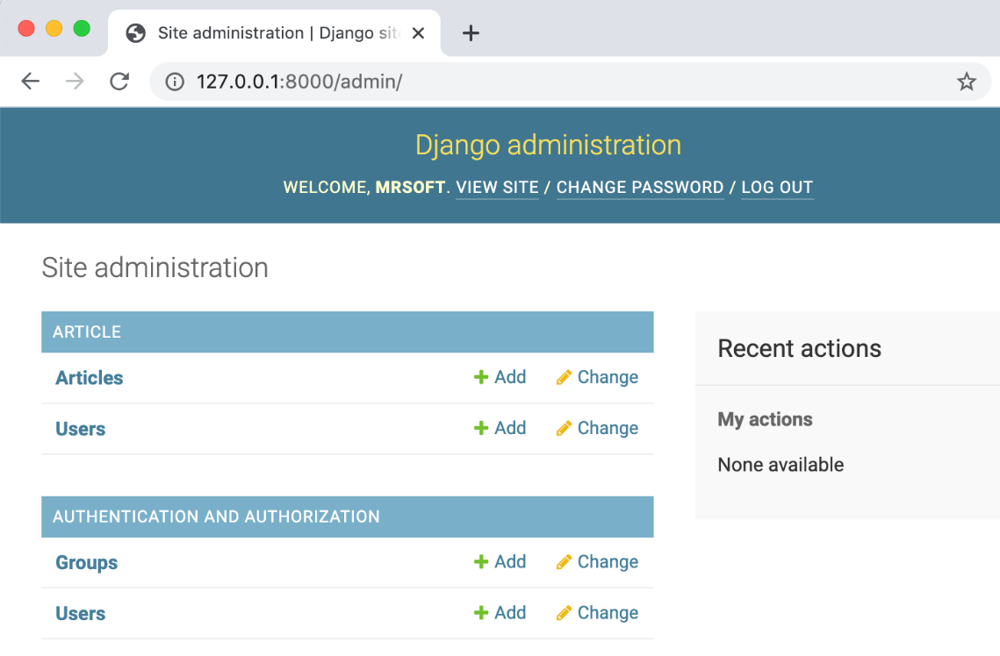 Site administration | Django sit
127.0.0.1:8000/admin/
Django administration
WELCOME, MRSOFT. VIEW SITE / CHANGE PASSWORD / LOG OUT
Site administration
ARTICLE
Articles Add Change
Users Add Change
AUTHENTICATION AND AUTHORIZATION
Groups Add Change
Users Add Change
Recent actions
My actions
None available